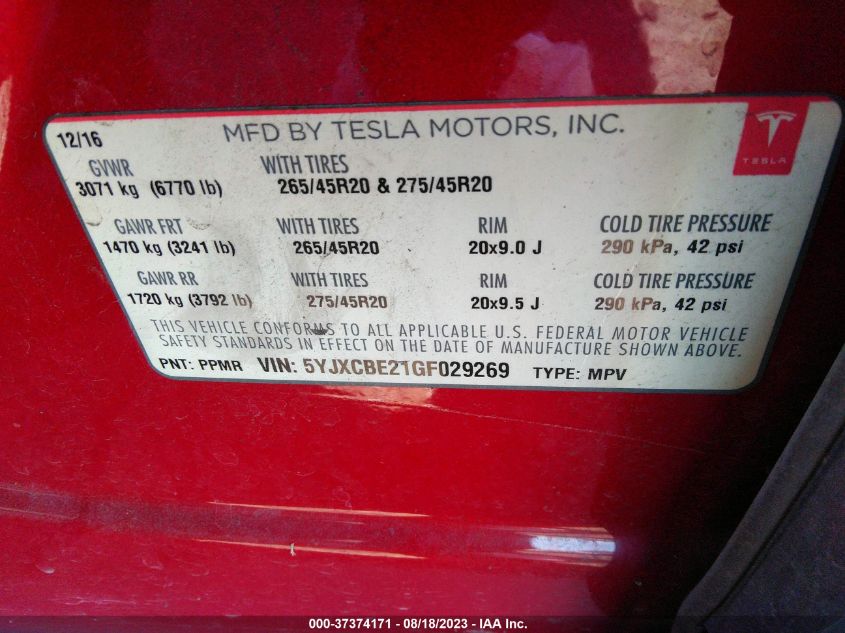 12/16 MFD BY TESLA MOTORS, INC.
TESLA
GVWR WITH TIRES
3071 kg (6770 lb) 265/45R20 & 275/45R20
GAWR FRT WITH TIRES RIM COLD TIRE PRESSURE
1470 kg (3241 lb) 265/45R20 20x9.0 J 290 kPa, 42 psi
GAWR RR WITH TIRES RIM COLD TIRE PRESSURE
1720 kg (3792 lb) 275/45R20 20x9.5 J 290 kPa, 42 psi
THIS VEHICLE CONFORMS TO ALL APPLICABLE U.S. FEDERAL MOTOR VEHICLE
SAFETY STANDARDS IN EFFECT ON THE DATE OF MANUFACTURE SHOWN ABOVE.
PNT: PPMR VIN: 5YJXCBE21GF029269 TYPE: MPV
000-37374171 - 08/18/2023 - IAA Inc.